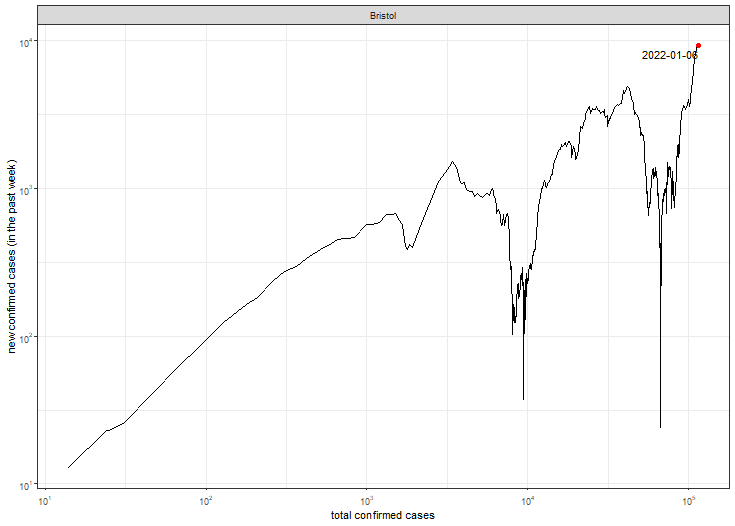 Bristol
10⁴
2022-01-06
10³
new confirmed cases (in the past week)
10²
10¹
10¹ 10² 10³ 10⁴ 10⁵
total confirmed cases